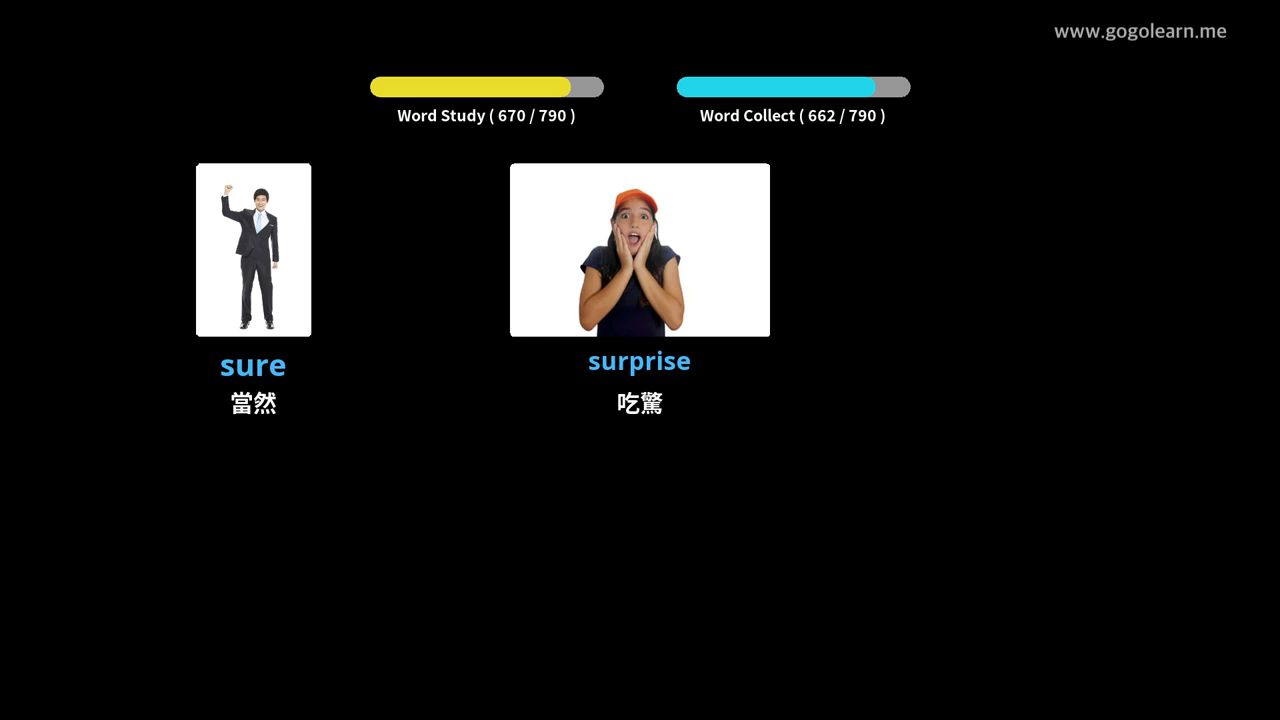 www.gogolearn.me
Word Study ( 670 / 790 )
Word Collect ( 662 / 790 )
sure
當然
surprise
吃驚